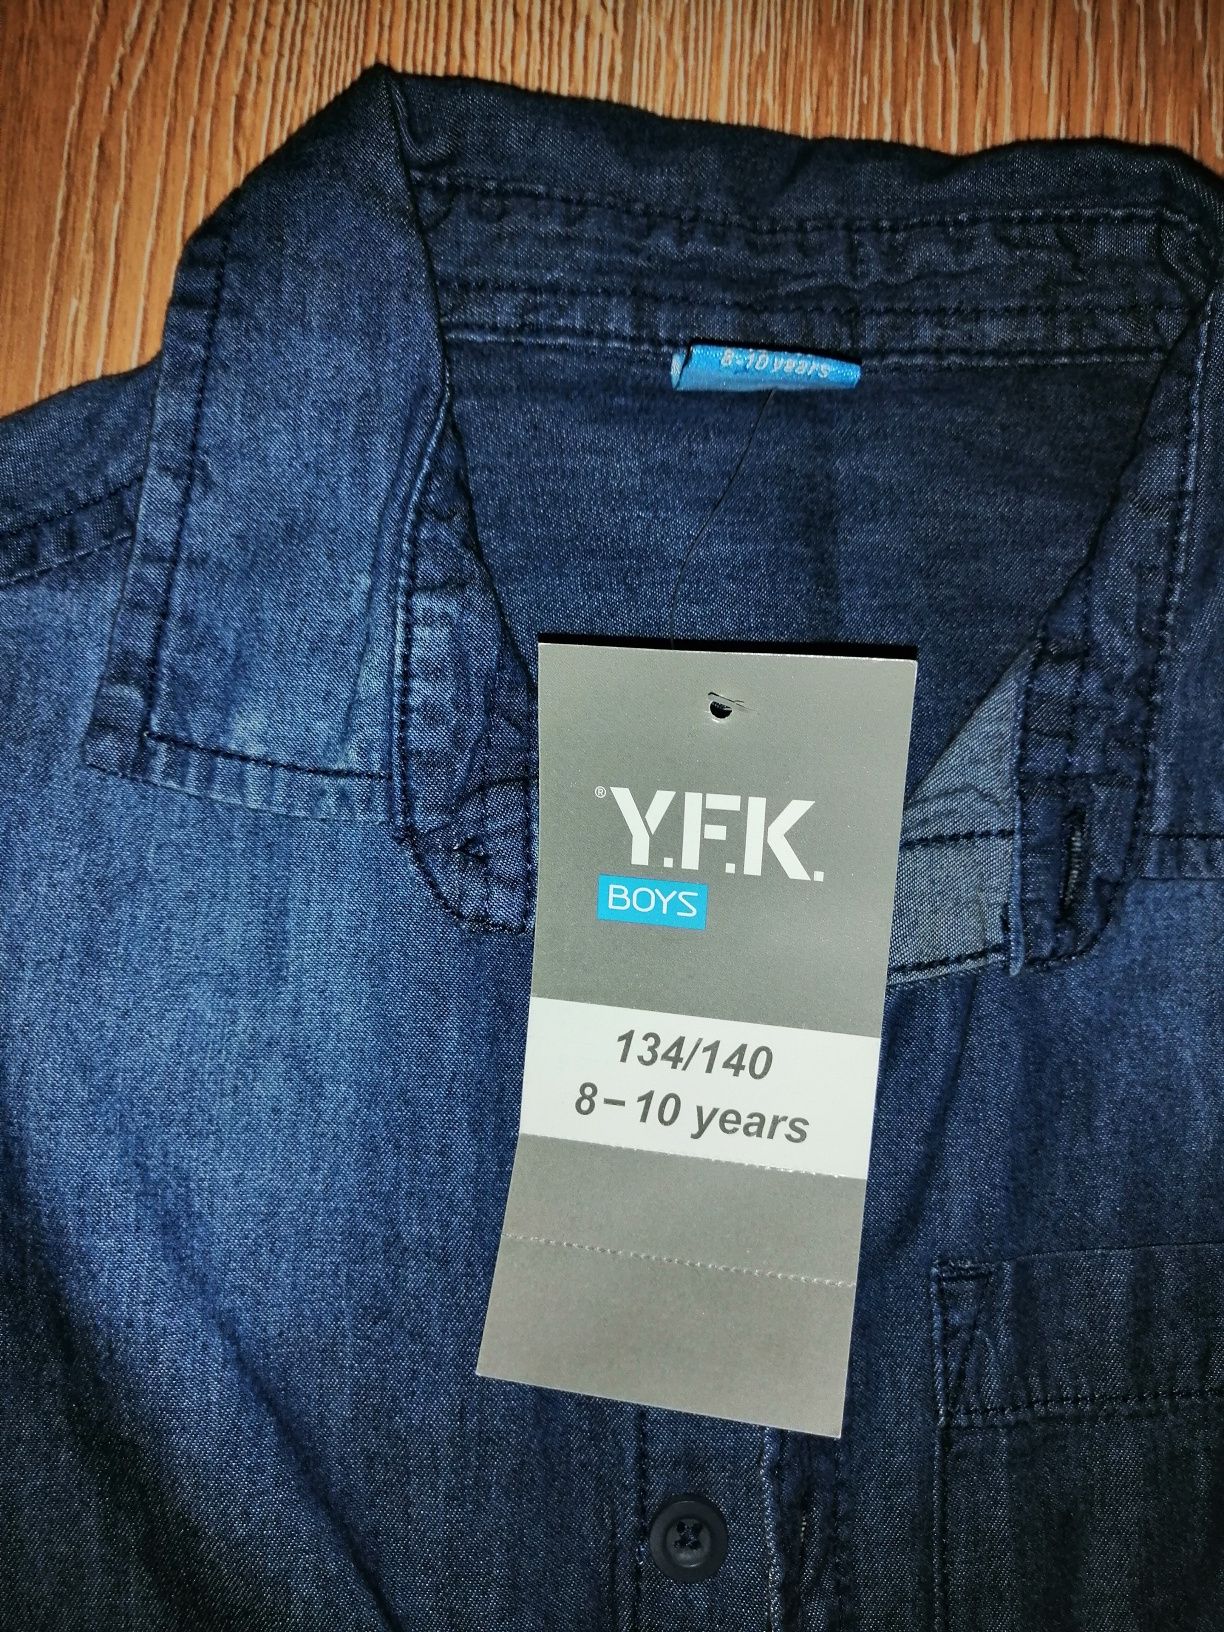 8-10 years
® Y.F.K.
BOYS
134/140
8–10 years